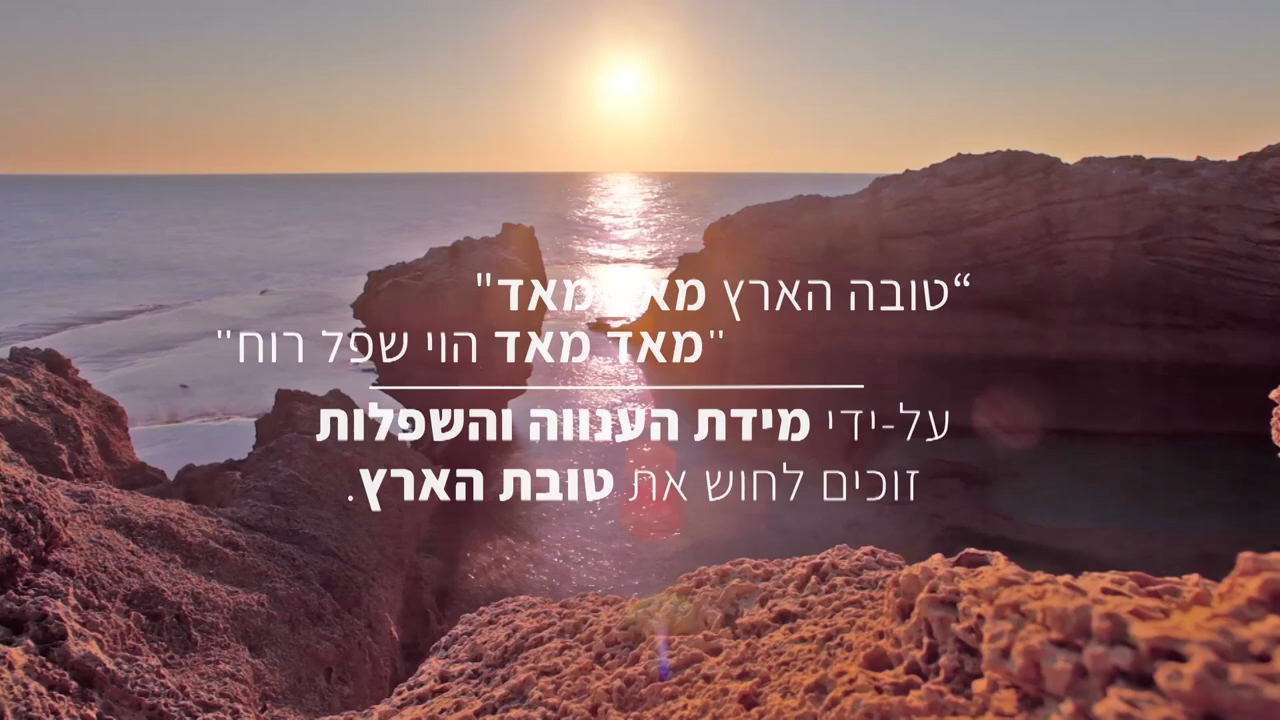 “טובה הארץ מאד מאד"
"מאד מאד הוי שפל רוח"
על-ידי מידת הענווה והשפלות
זוכים לחוש את טובת הארץ.